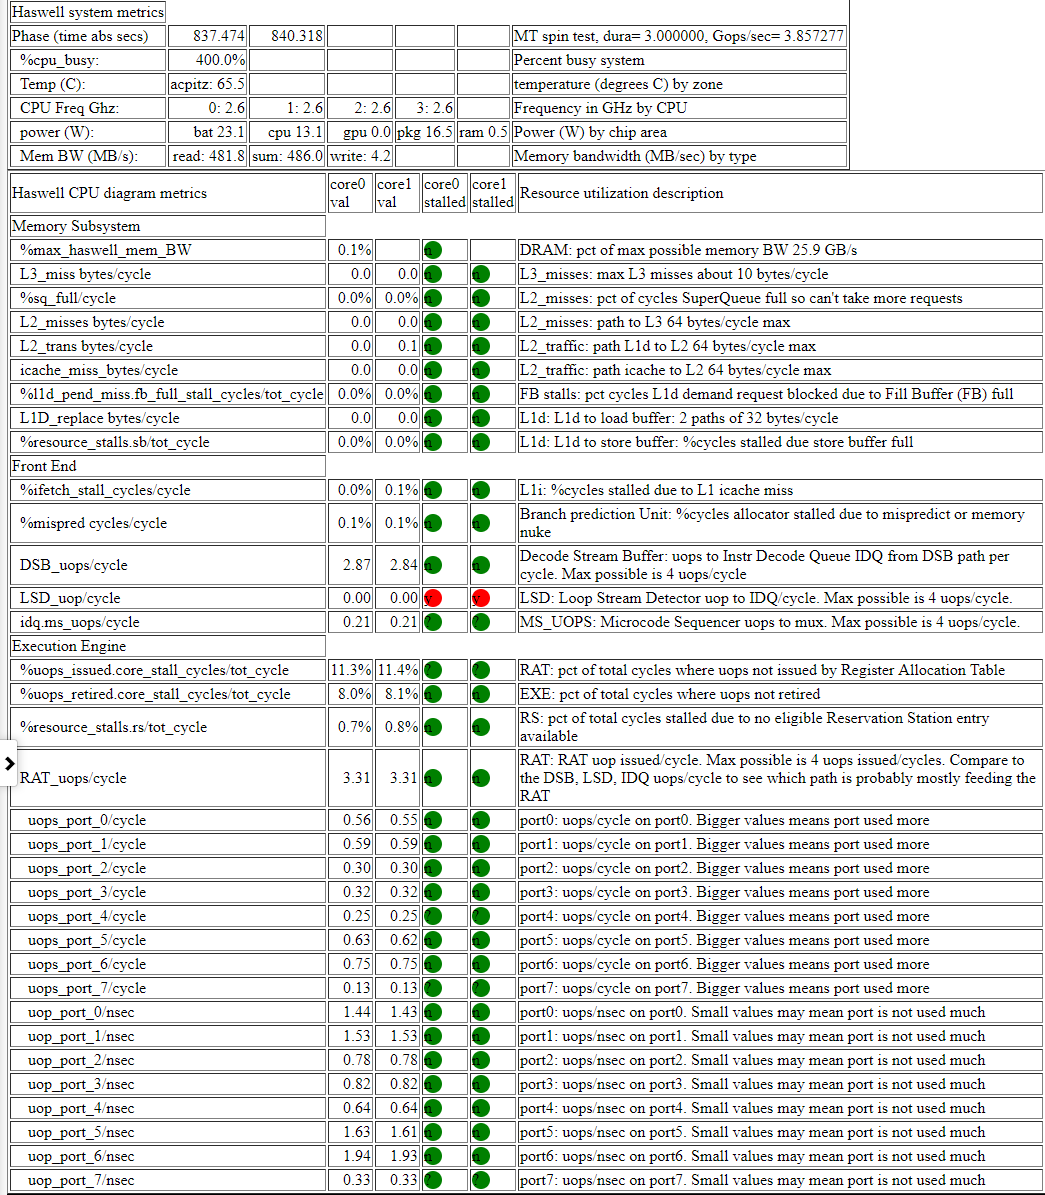 Haswell system metrics
Phase (time abs secs) 837.474 840.318 MT spin test, dura= 3.000000, Gops/sec= 3.857277
%cpu_busy: 400.0% Percent busy system
Temp (C): acpitz: 65.5 temperature (degrees C) by zone
CPU Freq Ghz: 0: 2.6 1: 2.6 2: 2.6 3: 2.6 Frequency in GHz by CPU
power (W): bat 23.1 cpu 13.1 gpu 0.0 pkg 16.5 ram 0.5 Power (W) by chip area
Mem BW (MB/s): read: 481.8 sum: 486.0 write: 4.2 Memory bandwidth (MB/sec) by type
Haswell CPU diagram metrics core0 val core1 val core0 stalled core1 stalled Resource utilization description
Memory Subsystem
%max_haswell_mem_BW 0.1% n DRAM: pct of max possible memory BW 25.9 GB/s
L3_miss bytes/cycle 0.0 0.0 n n L3_misses: max L3 misses about 10 bytes/cycle
%sq_full/cycle 0.0% 0.0% n n L2_misses: pct of cycles SuperQueue full so can't take more requests
L2_misses bytes/cycle 0.0 0.0 n n L2_misses: path to L3 64 bytes/cycle max
L2_trans bytes/cycle 0.0 0.1 n n L2_traffic: path L1d to L2 64 bytes/cycle max
icache_miss_bytes/cycle 0.0 0.0 n n L2_traffic: path icache to L2 64 bytes/cycle max
%l1d_pend_miss.fb_full_stall_cycles/tot_cycle 0.0% 0.0% n n FB stalls: pct cycles L1d demand request blocked due to Fill Buffer (FB) full
L1D_replace bytes/cycle 0.0 0.0 n n L1d: L1d to load buffer: 2 paths of 32 bytes/cycle
%resource_stalls.sb/tot_cycle 0.0% 0.0% n n L1d: L1d to store buffer: %cycles stalled due store buffer full
Front End
%ifetch_stall_cycles/cycle 0.0% 0.1% n n L1i: %cycles stalled due to L1 icache miss
%mispred cycles/cycle 0.1% 0.1% n n Branch prediction Unit: %cycles allocator stalled due to mispredict or memory
nuke
DSB_uops/cycle 2.87 2.84 n n Decode Stream Buffer: uops to Instr Decode Queue IDQ from DSB path per
cycle. Max possible is 4 uops/cycle
LSD_uop/cycle 0.00 0.00 y y LSD: Loop Stream Detector uop to IDQ/cycle. Max possible is 4 uops/cycle.
idq.ms_uops/cycle 0.21 0.21 ? ? MS_UOPS: Microcode Sequencer uops to mux. Max possible is 4 uops/cycle.
Execution Engine
%uops_issued.core_stall_cycles/tot_cycle 11.3% 11.4% ? ? RAT: pct of total cycles where uops not issued by Register Allocation Table
%uops_retired.core_stall_cycles/tot_cycle 8.0% 8.1% n n EXE: pct of total cycles where uops not retired
%resource_stalls.rs/tot_cycle 0.7% 0.8% n n RS: pct of total cycles stalled due to no eligible Reservation Station entry
available
RAT_uops/cycle 3.31 3.31 n n RAT: RAT uop issued/cycle. Max possible is 4 uops issued/cycles. Compare to
the DSB, LSD, IDQ uops/cycle to see which path is probably mostly feeding the
RAT
uops_port_0/cycle 0.56 0.55 n n port0: uops/cycle on port0. Bigger values means port used more
uops_port_1/cycle 0.59 0.59 n n port1: uops/cycle on port1. Bigger values means port used more
uops_port_2/cycle 0.30 0.30 n n port2: uops/cycle on port2. Bigger values means port used more
uops_port_3/cycle 0.32 0.32 n n port3: uops/cycle on port3. Bigger values means port used more
uops_port_4/cycle 0.25 0.25 ? ? port4: uops/cycle on port4. Bigger values means port used more
uops_port_5/cycle 0.63 0.62 n n port5: uops/cycle on port5. Bigger values means port used more
uops_port_6/cycle 0.75 0.75 n n port6: uops/cycle on port6. Bigger values means port used more
uops_port_7/cycle 0.13 0.13 ? ? port7: uops/cycle on port7. Bigger values means port used more
uop_port_0/nsec 1.44 1.43 n n port0: uops/nsec on port0. Small values may mean port is not used much
uop_port_1/nsec 1.53 1.53 n n port1: uops/nsec on port1. Small values may mean port is not used much
uop_port_2/nsec 0.78 0.78 n n port2: uops/nsec on port2. Small values may mean port is not used much
uop_port_3/nsec 0.82 0.82 n n port3: uops/nsec on port3. Small values may mean port is not used much
uop_port_4/nsec 0.64 0.64 n n port4: uops/nsec on port4. Small values may mean port is not used much
uop_port_5/nsec 1.63 1.61 n n port5: uops/nsec on port5. Small values may mean port is not used much
uop_port_6/nsec 1.94 1.93 n n port6: uops/nsec on port6. Small values may mean port is not used much
uop_port_7/nsec 0.33 0.33 ? ? port7: uops/nsec on port7. Small values may mean port is not used much